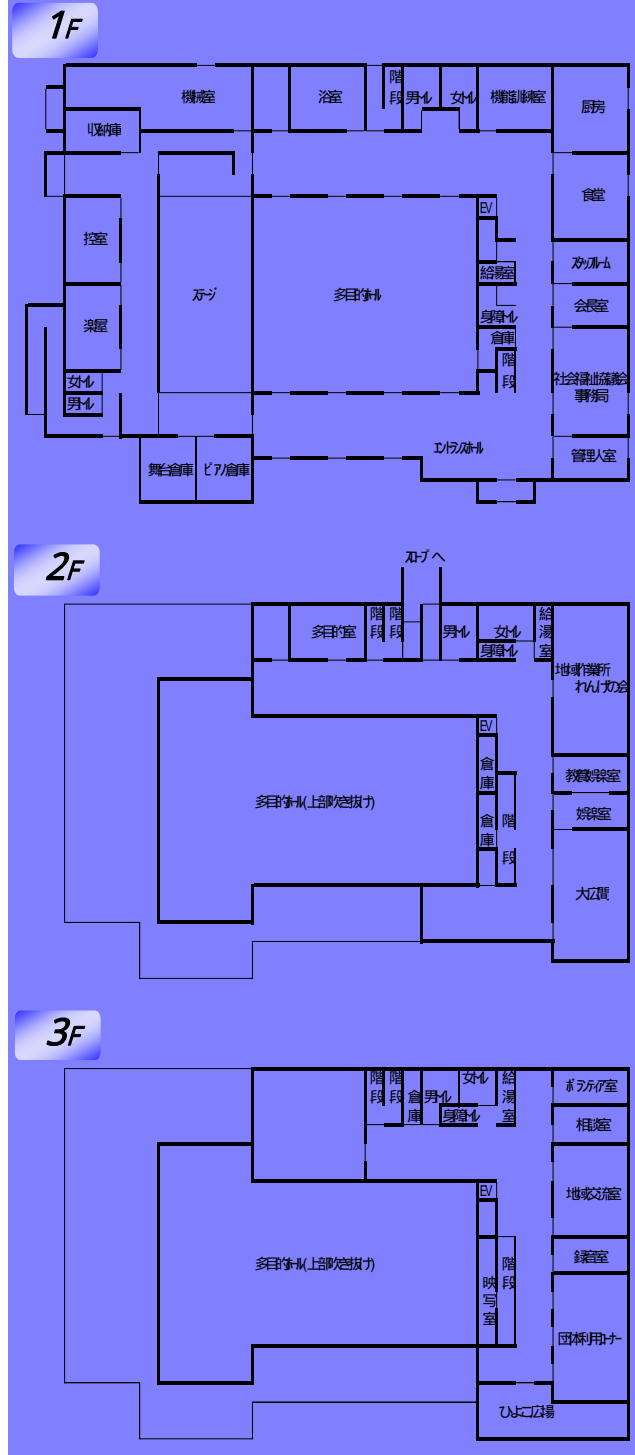 1F
機械室
浴室
階段
男トイレ
女トイレ
機能訓練室
厨房
収納庫
食堂
EV
控室
ステージ
多目的ホール
給湯室
スタッフルーム
会長室
身障トイレ
楽屋
倉庫
階段
女トイレ
男トイレ
社会福祉協議会
事務局
エントランスホール
管理人室
舞台倉庫
ピアノ倉庫
2F
スロープへ
多目的室
階段
階段
男トイレ
女トイレ
身障トイレ
給湯室
地域作業所
れんげの会
EV
倉庫
教養娯楽室
多目的ホール(上部吹き抜け)
倉庫
階段
娯楽室
大広間
3F
階段
階段
倉庫
男トイレ
女トイレ
身障トイレ
給湯室
ボランティア室
相談室
EV
地域交流室
多目的ホール(上部吹き抜け)
階段
録音室
映写室
団体利用コーナー
ひよこ広場